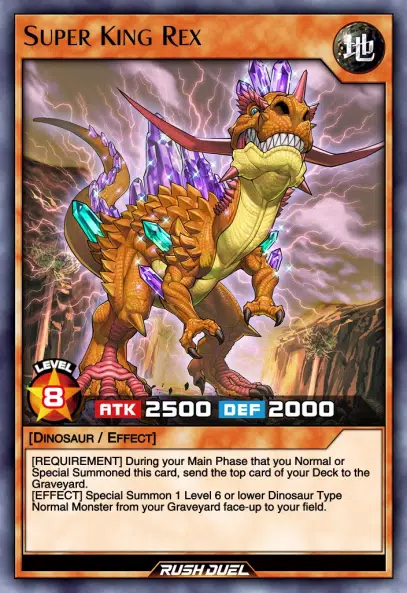 Super King Rex
地
LEVEL
8
ATK 2500 DEF 2000
[Dinosaur / Effect]
[REQUIREMENT] During your Main Phase that you Normal or
Special Summoned this card, send the top card of your Deck to the
Graveyard.
[EFFECT] Special Summon 1 Level 6 or lower Dinosaur Type
Normal Monster from your Graveyard face-up to your field.
RUSH DUEL